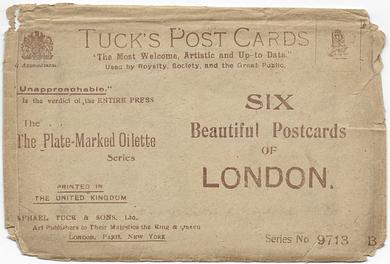 TUCK'S POST CARDS
"The Most Welcome, Artistic and Up-to Date."
Used by Royalty, Society, and the Great Public.
"Unapproachable."
Is the verdict of the ENTIRE PRESS
The
Plate-Marked Oilette
Series
SIX
Beautiful Postcards
OF
LONDON.
PRINTED IN
THE UNITED KINGDOM
RAPHAEL TUCK & SONS, Ltd.
Art Publishers to Their Majesties the King & Queen
LONDON, PARIS, NEW YORK
Series No 9713 B